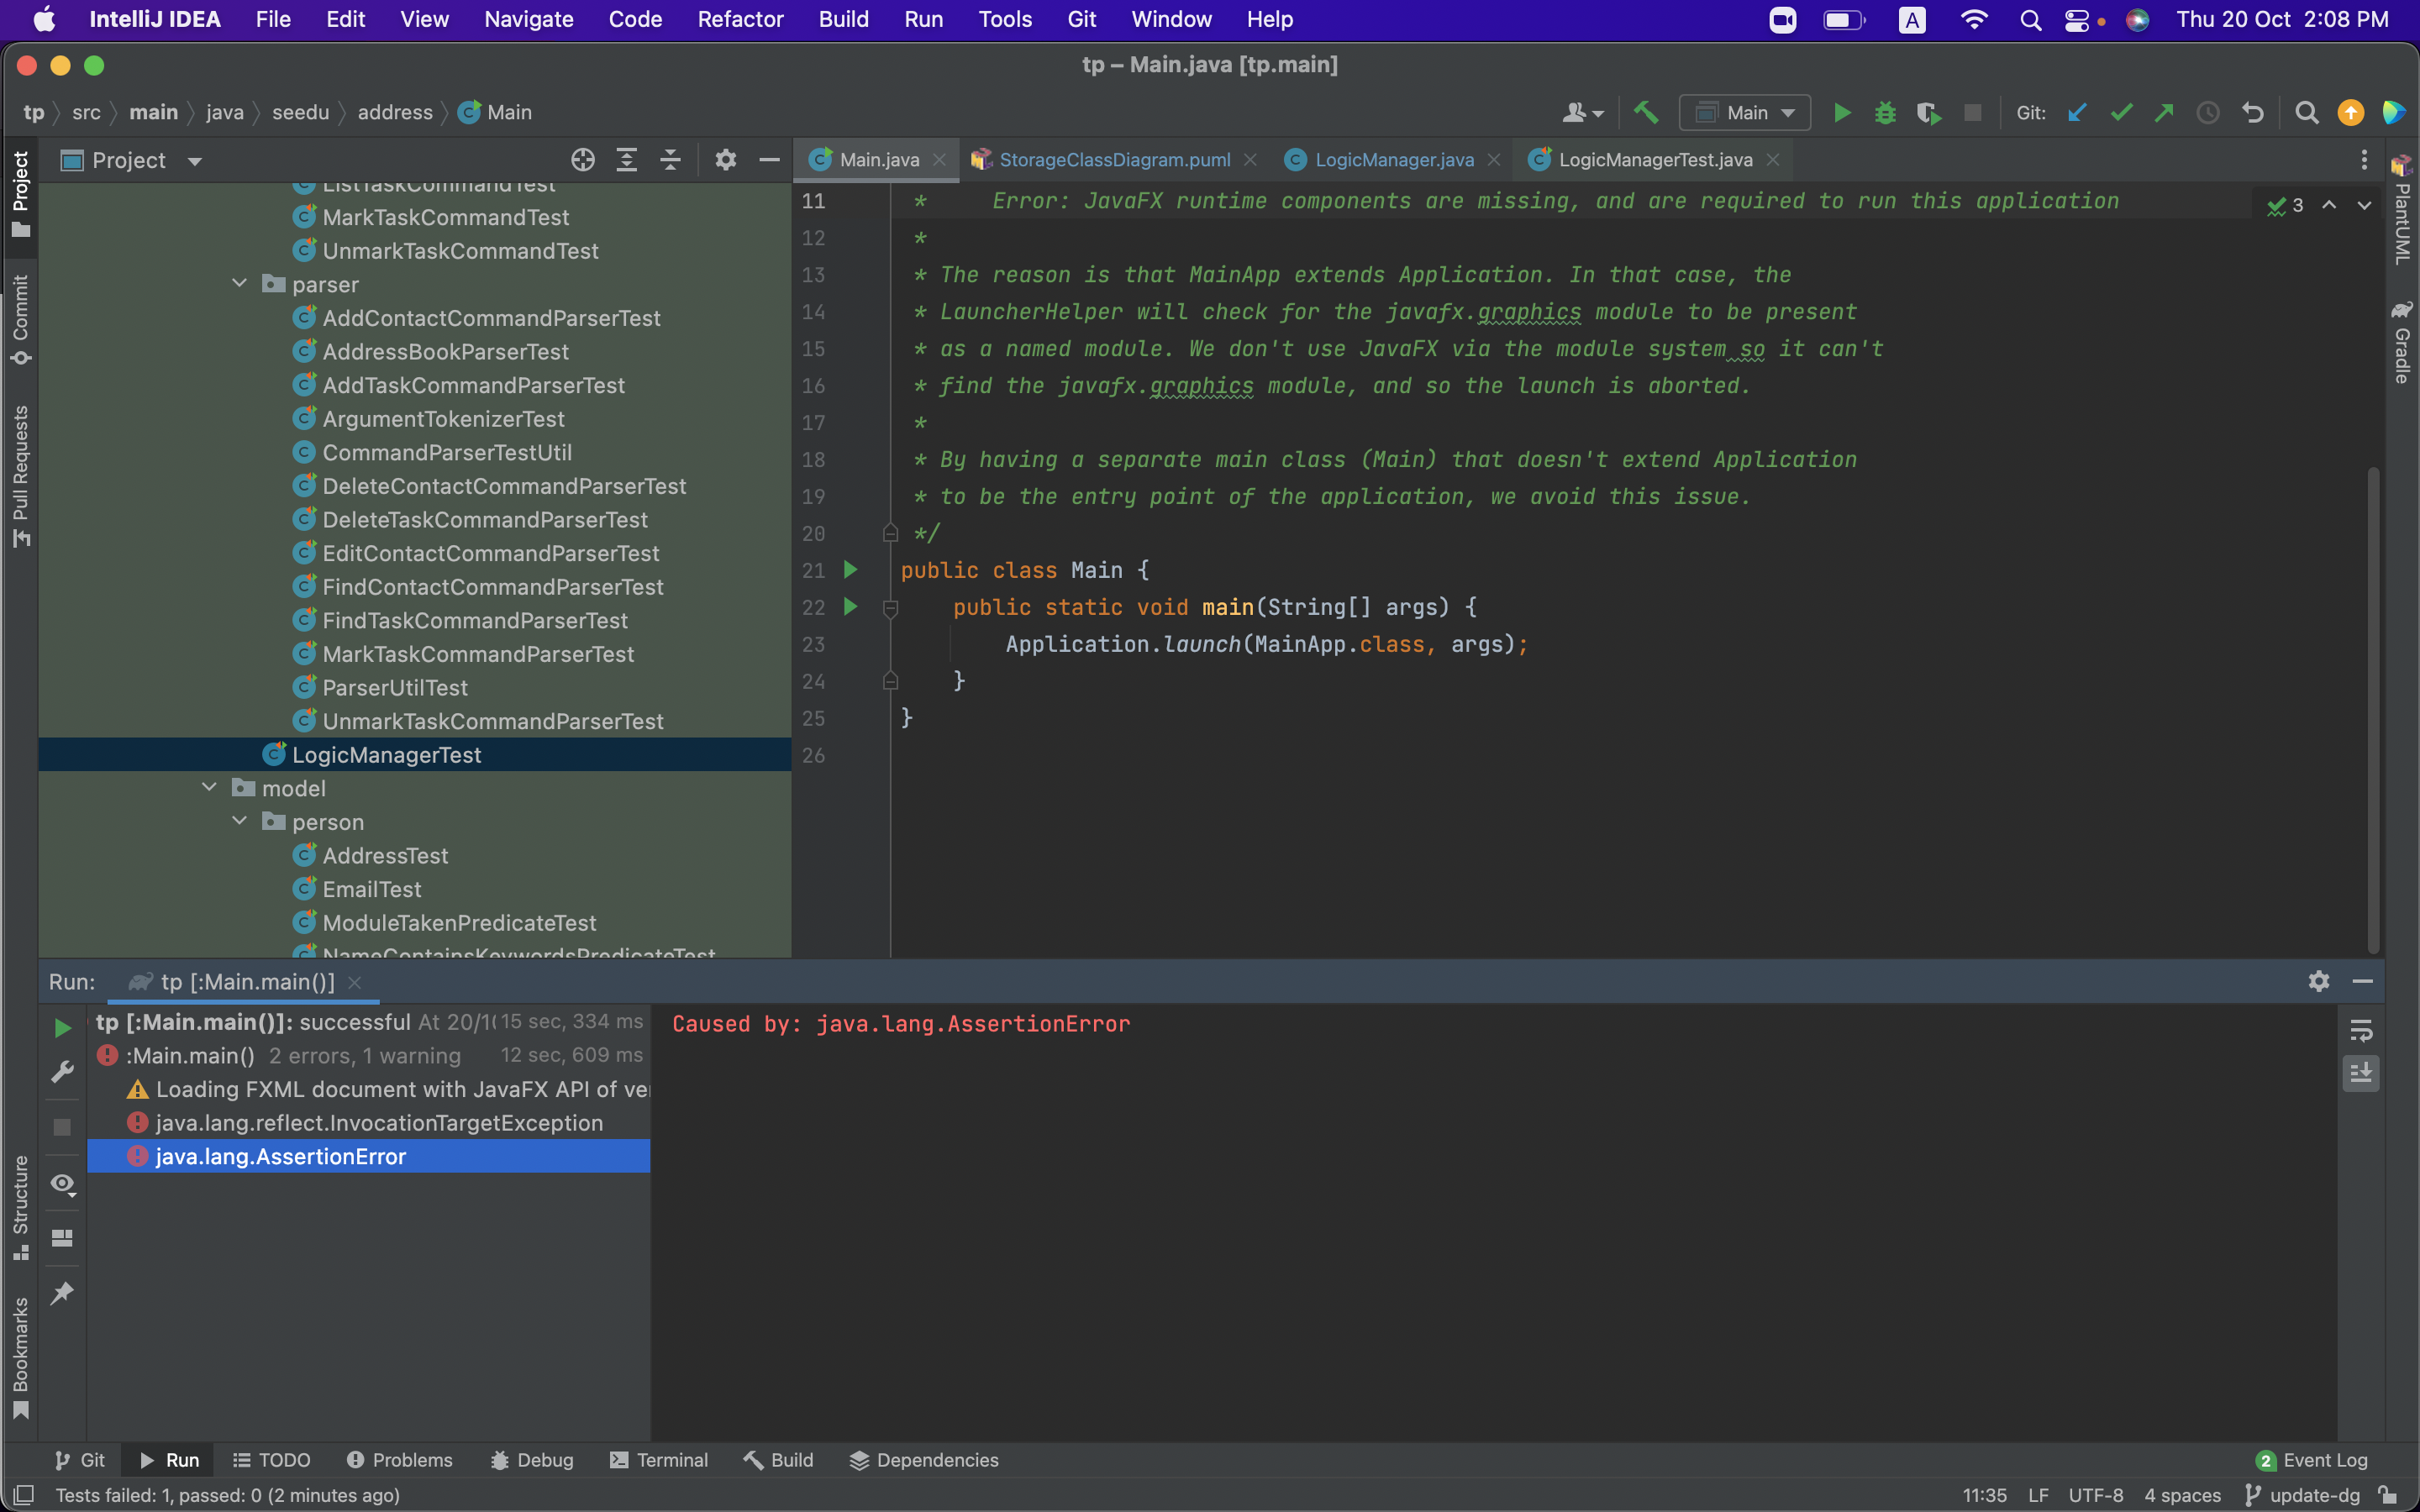 IntelliJ IDEA File Edit View Navigate Code Refactor Build Run Tools Git Window Help A Thu 20 Oct 2:08 PM
tp – Main.java [tp.main]
tp src main java seedu address Main Main Git:
Project
Main.java StorageClassDiagram.puml LogicManager.java LogicManagerTest.java
Project
Commit
Pull Requests
Structure
Bookmarks
ListTaskCommandTest
MarkTaskCommandTest
UnmarkTaskCommandTest
parser
AddContactCommandParserTest
AddressBookParserTest
AddTaskCommandParserTest
ArgumentTokenizerTest
CommandParserTestUtil
DeleteContactCommandParserTest
DeleteTaskCommandParserTest
EditContactCommandParserTest
FindContactCommandParserTest
FindTaskCommandParserTest
MarkTaskCommandParserTest
ParserUtilTest
UnmarkTaskCommandParserTest
LogicManagerTest
model
person
AddressTest
EmailTest
ModuleTakenPredicateTest
NameContainsKeywordsPredicateTest
11 * Error: JavaFX runtime components are missing, and are required to run this application
12 *
13 * The reason is that MainApp extends Application. In that case, the
14 * LauncherHelper will check for the javafx.graphics module to be present
15 * as a named module. We don't use JavaFX via the module system so it can't
16 * find the javafx.graphics module, and so the launch is aborted.
17 *
18 * By having a separate main class (Main) that doesn't extend Application
19 * to be the entry point of the application, we avoid this issue.
20 */
21 public class Main {
22 public static void main(String[] args) {
23 Application.launch(MainApp.class, args);
24 }
25 }
26
3
PlantUML
Gradle
Run: tp [:Main.main()]
tp [:Main.main()]: successful At 20/1 15 sec, 334 ms
:Main.main() 2 errors, 1 warning 12 sec, 609 ms
Loading FXML document with JavaFX API of ve
java.lang.reflect.InvocationTargetException
java.lang.AssertionError
Caused by: java.lang.AssertionError
Git Run TODO Problems Debug Terminal Build Dependencies 2 Event Log
Tests failed: 1, passed: 0 (2 minutes ago) 11:35 LF UTF-8 4 spaces update-dg